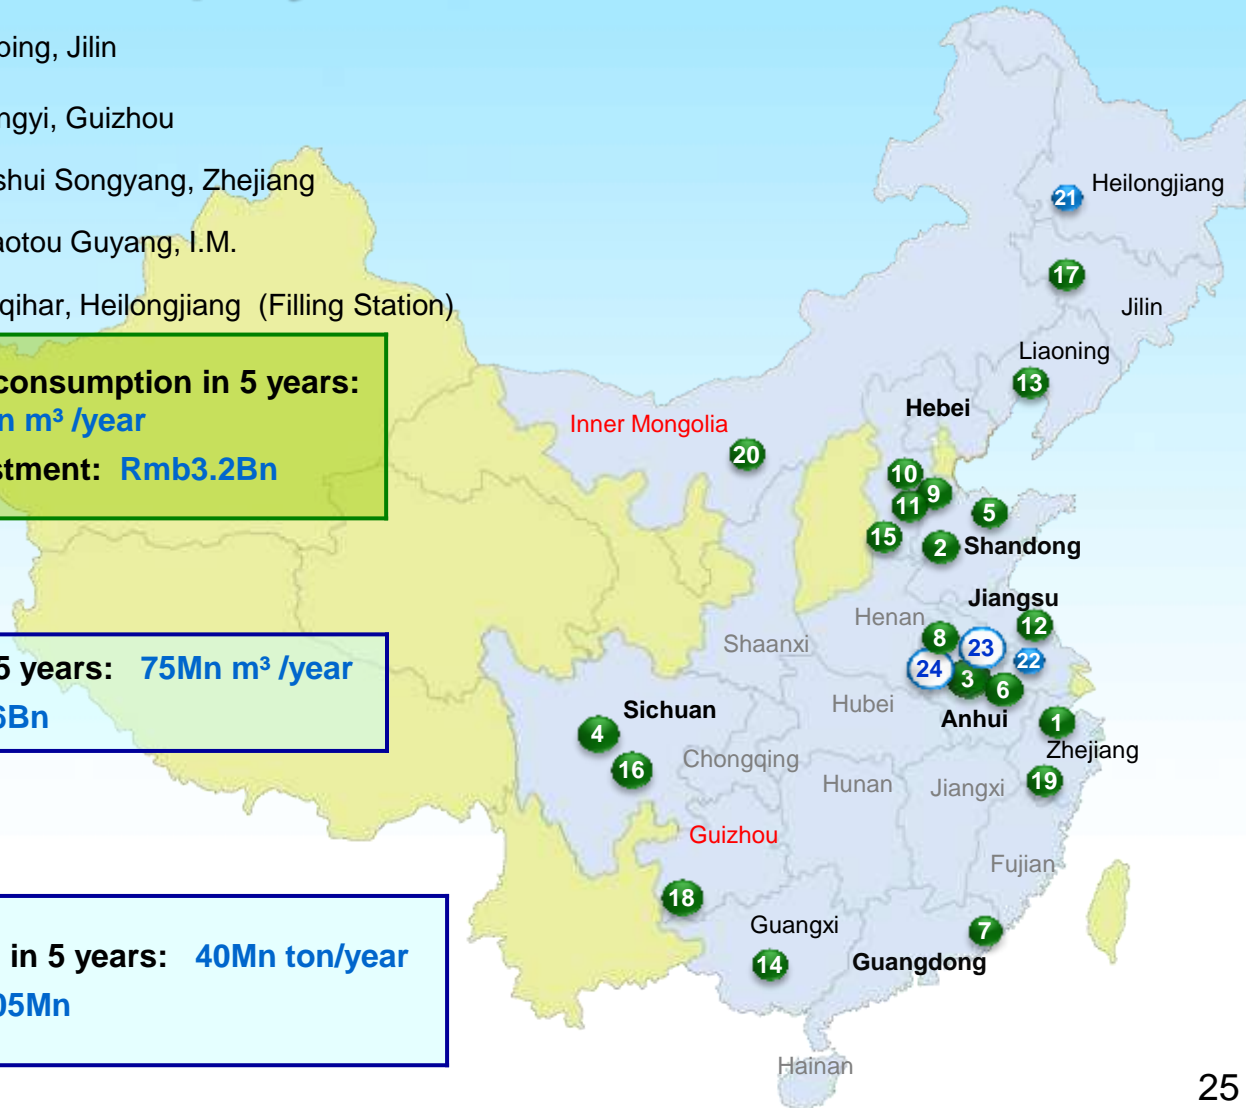 ping, Jilin
ngyi, Guizhou
shui Songyang, Zhejiang
aotou Guyang, I.M.
qihar, Heilongjiang (Filling Station)
consumption in 5 years:
n m³ /year
stment: Rmb3.2Bn
5 years: 75Mn m³ /year
6Bn
in 5 years: 40Mn ton/year
05Mn
21
Heilongjiang
17
Jilin
Liaoning
13
Hebei
Inner Mongolia
20
10
9
11
5
15
2
Shandong
Jiangsu
Henan
12
8
23
Shaanxi
22
24
3
6
Hubei
Anhui
Sichuan
1
4
Zhejiang
Chongqing
16
Hunan
Jiangxi
19
Guizhou
Fujian
18
Guangxi
7
14
Guangdong
Hainan
25